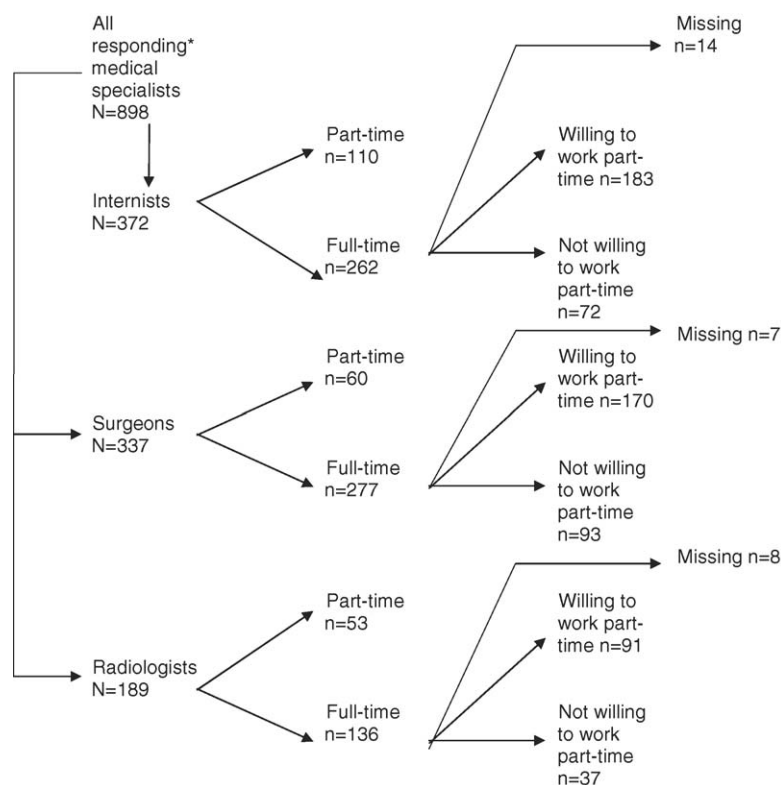 All
responding*
medical
specialists
N=898
Internists
N=372
Part-time
n=110
Full-time
n=262
Missing
n=14
Willing to
work part-
time n=183
Not willing
to work
part-time
n=72
Surgeons
N=337
Part-time
n=60
Full-time
n=277
Missing n=7
Willing to
work part-
time n=170
Not willing
to work
part-time
n=93
Radiologists
N=189
Part-time
n=53
Full-time
n=136
Missing n=8
Willing to
work part-
time n=91
Not willing
to work
part-time
n=37